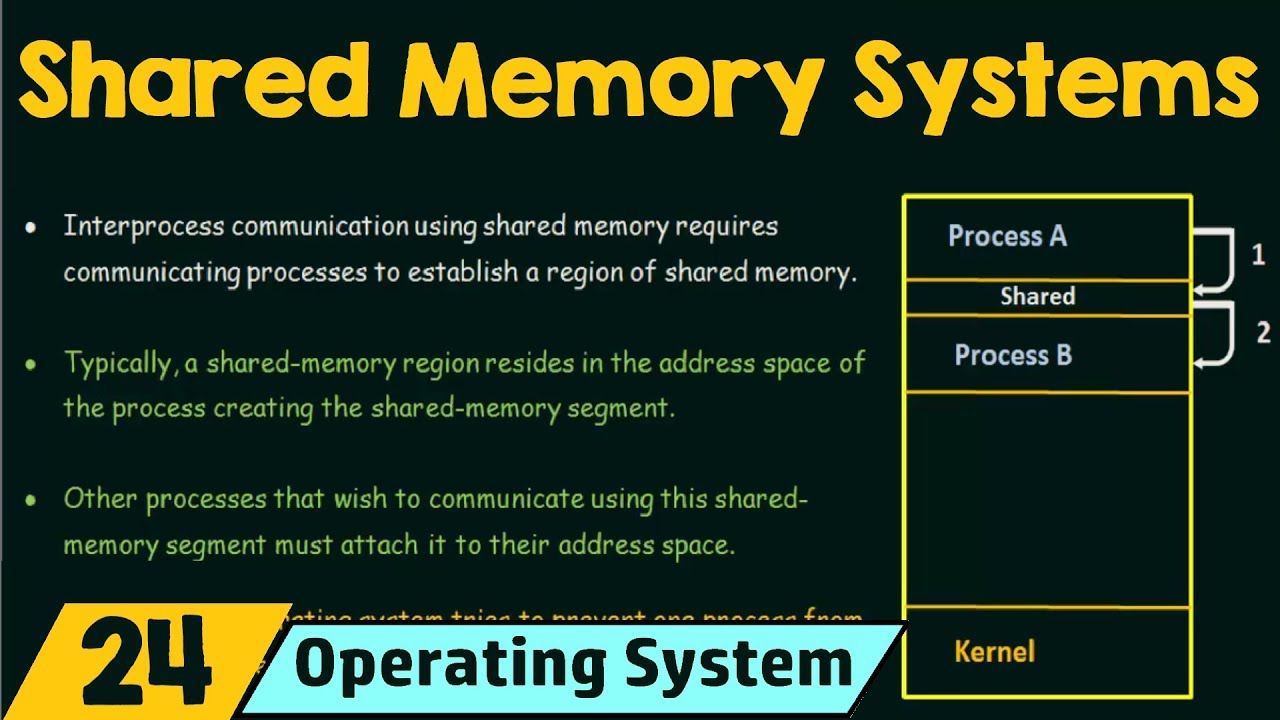 Shared Memory Systems
• Interprocess communication using shared memory requires
communicating processes to establish a region of shared memory.
• Typically, a shared-memory region resides in the address space of
the process creating the shared-memory segment.
• Other processes that wish to communicate using this shared-
memory segment must attach it to their address space.
system tries to prevent one process from
Process A
1
Shared
2
Process B
Kernel
24
Operating System